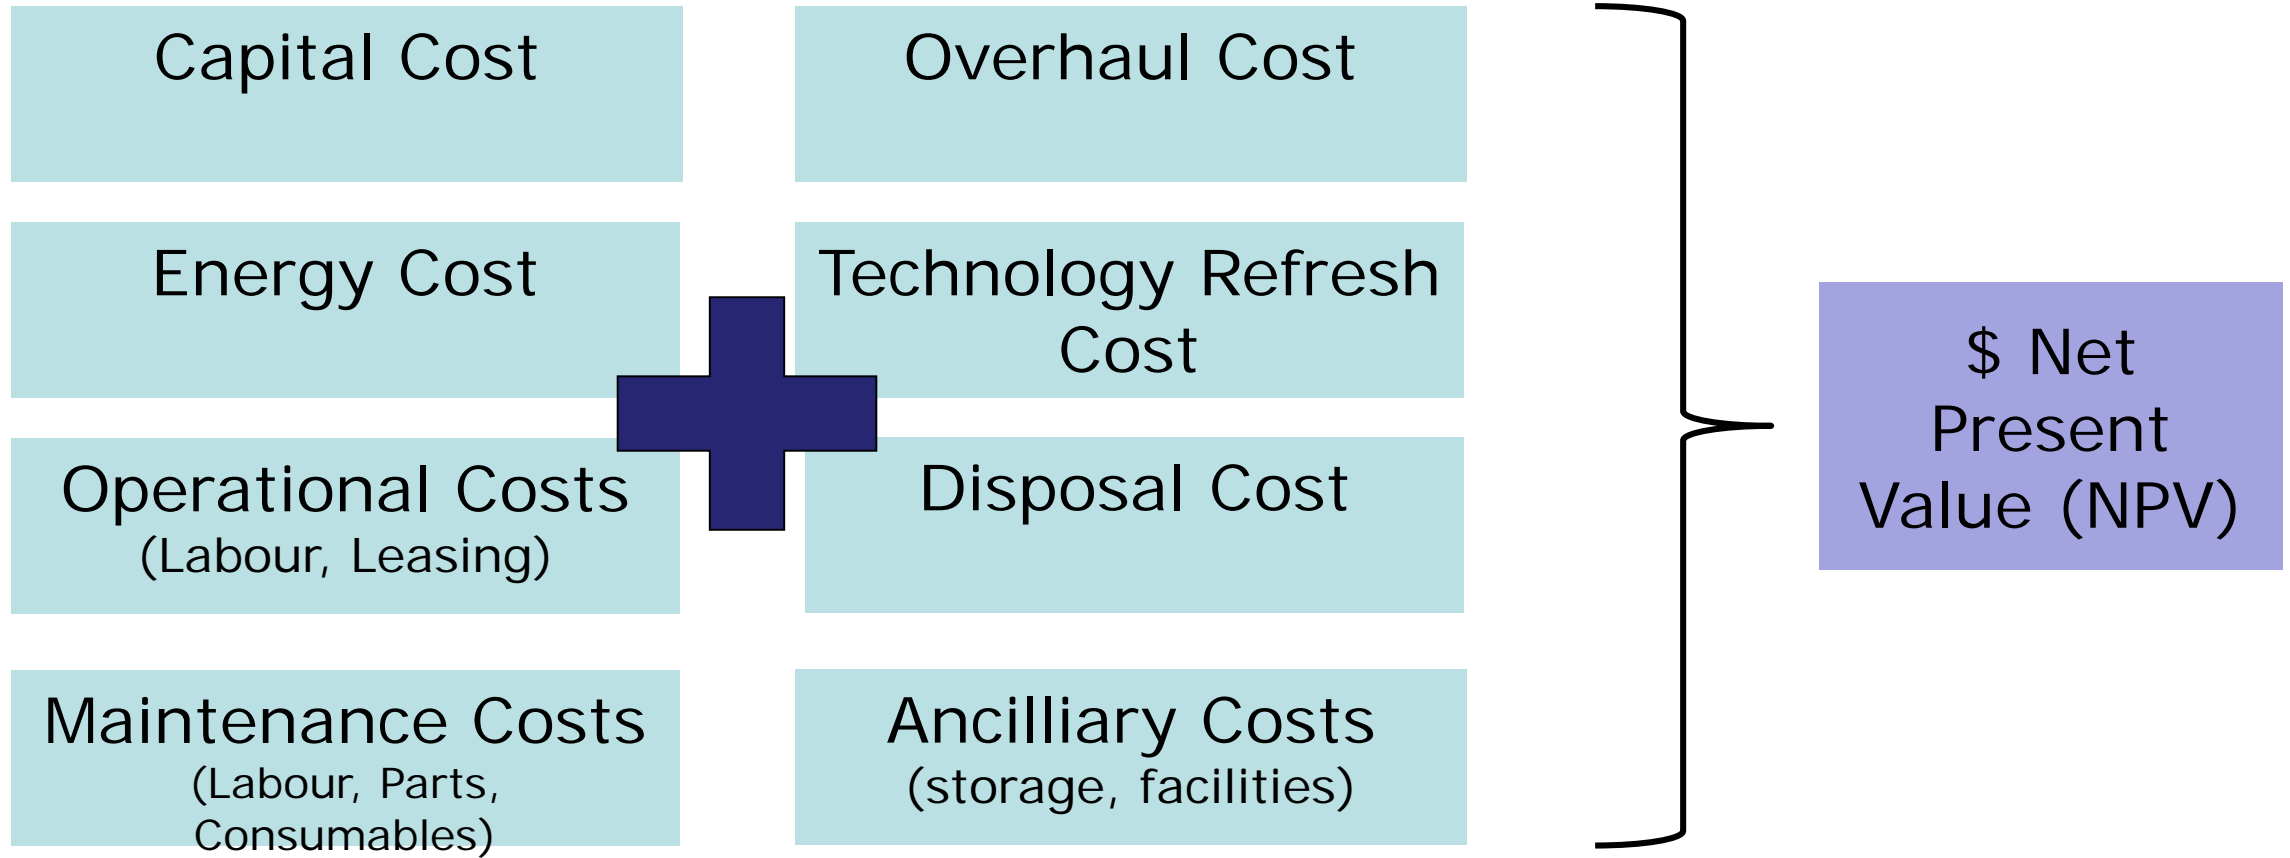 Capital Cost
Overhaul Cost
Energy Cost
Technology Refresh
Cost
Operational Costs
(Labour, Leasing)
Disposal Cost
Maintenance Costs
(Labour, Parts,
Consumables)
Ancilliary Costs
(storage, facilities)
$ Net
Present
Value (NPV)